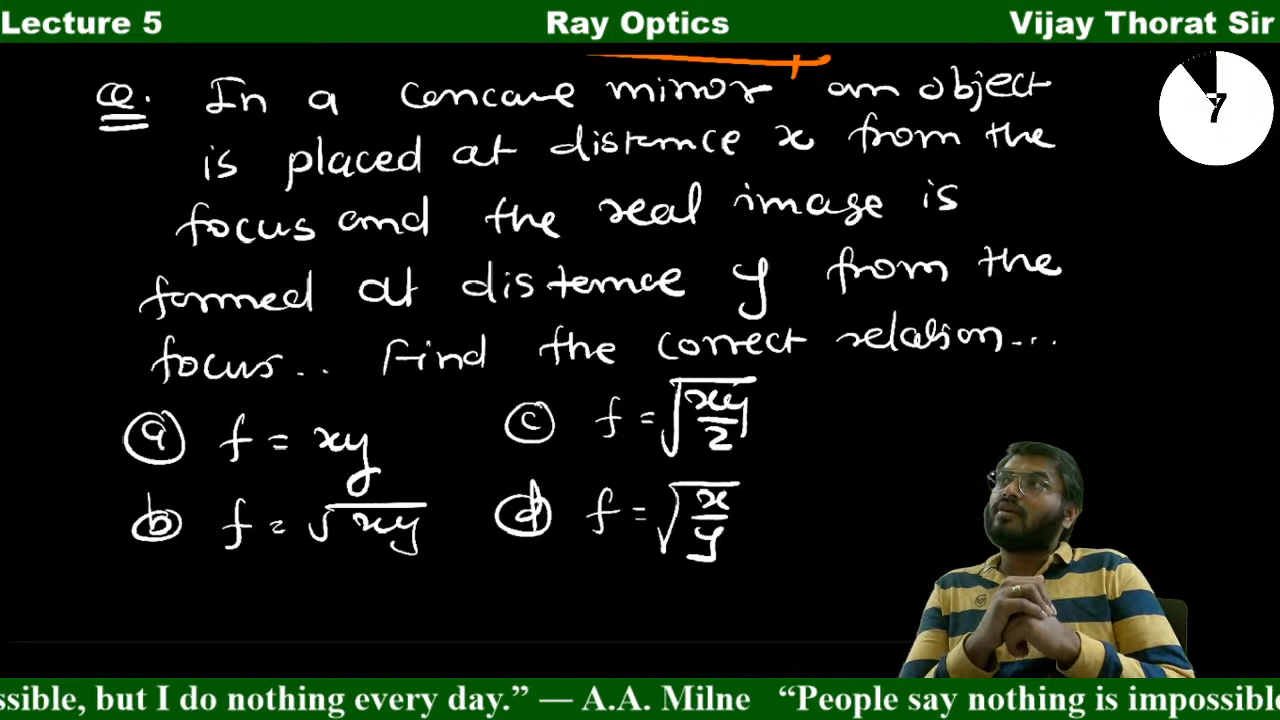 Lecture 5 Ray Optics Vijay Thorat Sir
7
Q. In a concave mirror an object
is placed at distance x from the
focus and the real image is
formed at distance y from the
focus.. Find the correct relation...
(a) f = xy (c) f = √(xy/2)
(b) f = √xy (d) f = √(x/y)
ssible, but I do nothing every day.” — A.A. Milne “People say nothing is impossible